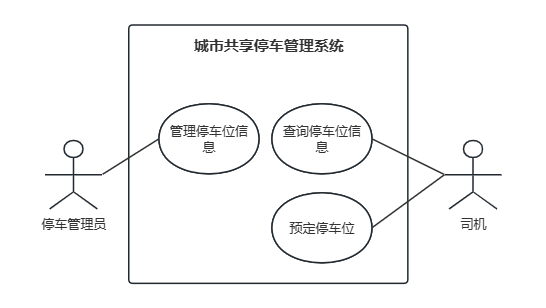 城市共享停车管理系统
管理停车位信
息
查询停车位信
息
停车管理员
预定停车位
司机